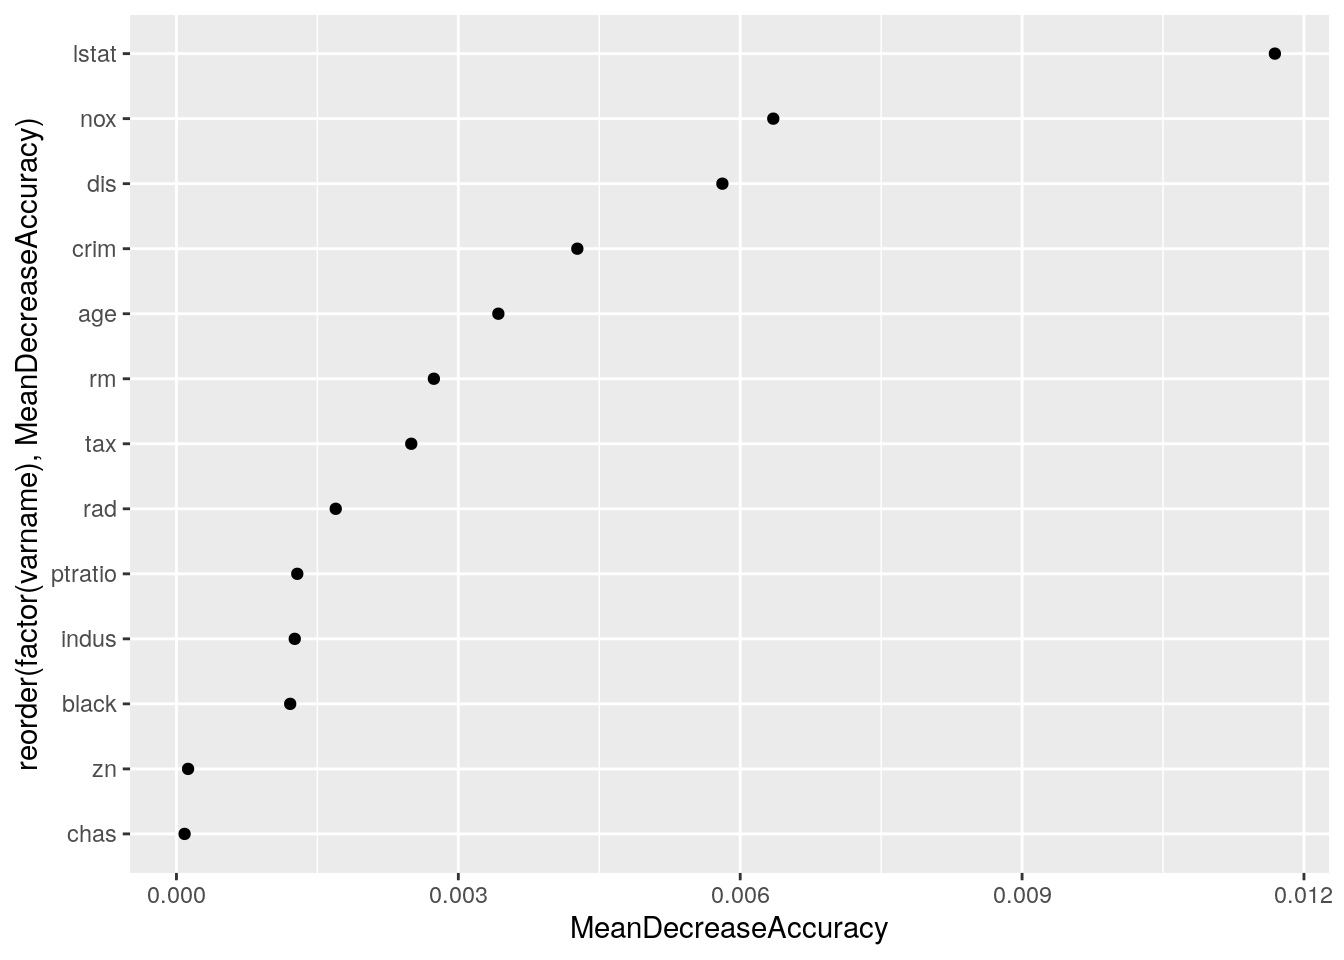 lstat
nox
dis
crim
age
rm
tax
rad
ptratio
indus
black
zn
chas
reorder(factor(varname), MeanDecreaseAccuracy)
0.000 0.003 0.006 0.009 0.012
MeanDecreaseAccuracy